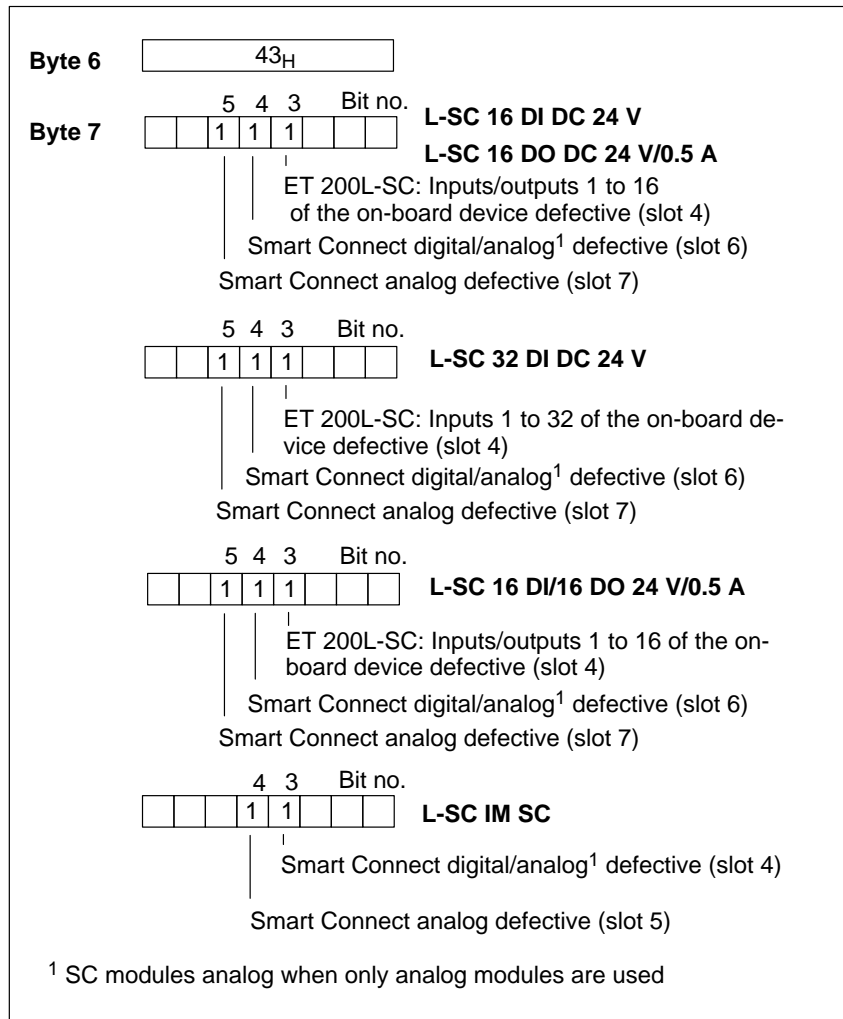 Byte 6
43H
5 4 3 Bit no.
Byte 7
1 1 1
L-SC 16 DI DC 24 V
L-SC 16 DO DC 24 V/0.5 A
ET 200L-SC: Inputs/outputs 1 to 16
of the on-board device defective (slot 4)
Smart Connect digital/analog1 defective (slot 6)
Smart Connect analog defective (slot 7)
5 4 3 Bit no.
1 1 1
L-SC 32 DI DC 24 V
ET 200L-SC: Inputs 1 to 32 of the on-board de-
vice defective (slot 4)
Smart Connect digital/analog1 defective (slot 6)
Smart Connect analog defective (slot 7)
5 4 3 Bit no.
1 1 1
L-SC 16 DI/16 DO 24 V/0.5 A
ET 200L-SC: Inputs/outputs 1 to 16 of the on-
board device defective (slot 4)
Smart Connect digital/analog1 defective (slot 6)
Smart Connect analog defective (slot 7)
4 3 Bit no.
1 1
L-SC IM SC
Smart Connect digital/analog1 defective (slot 4)
Smart Connect analog defective (slot 5)
1 SC modules analog when only analog modules are used